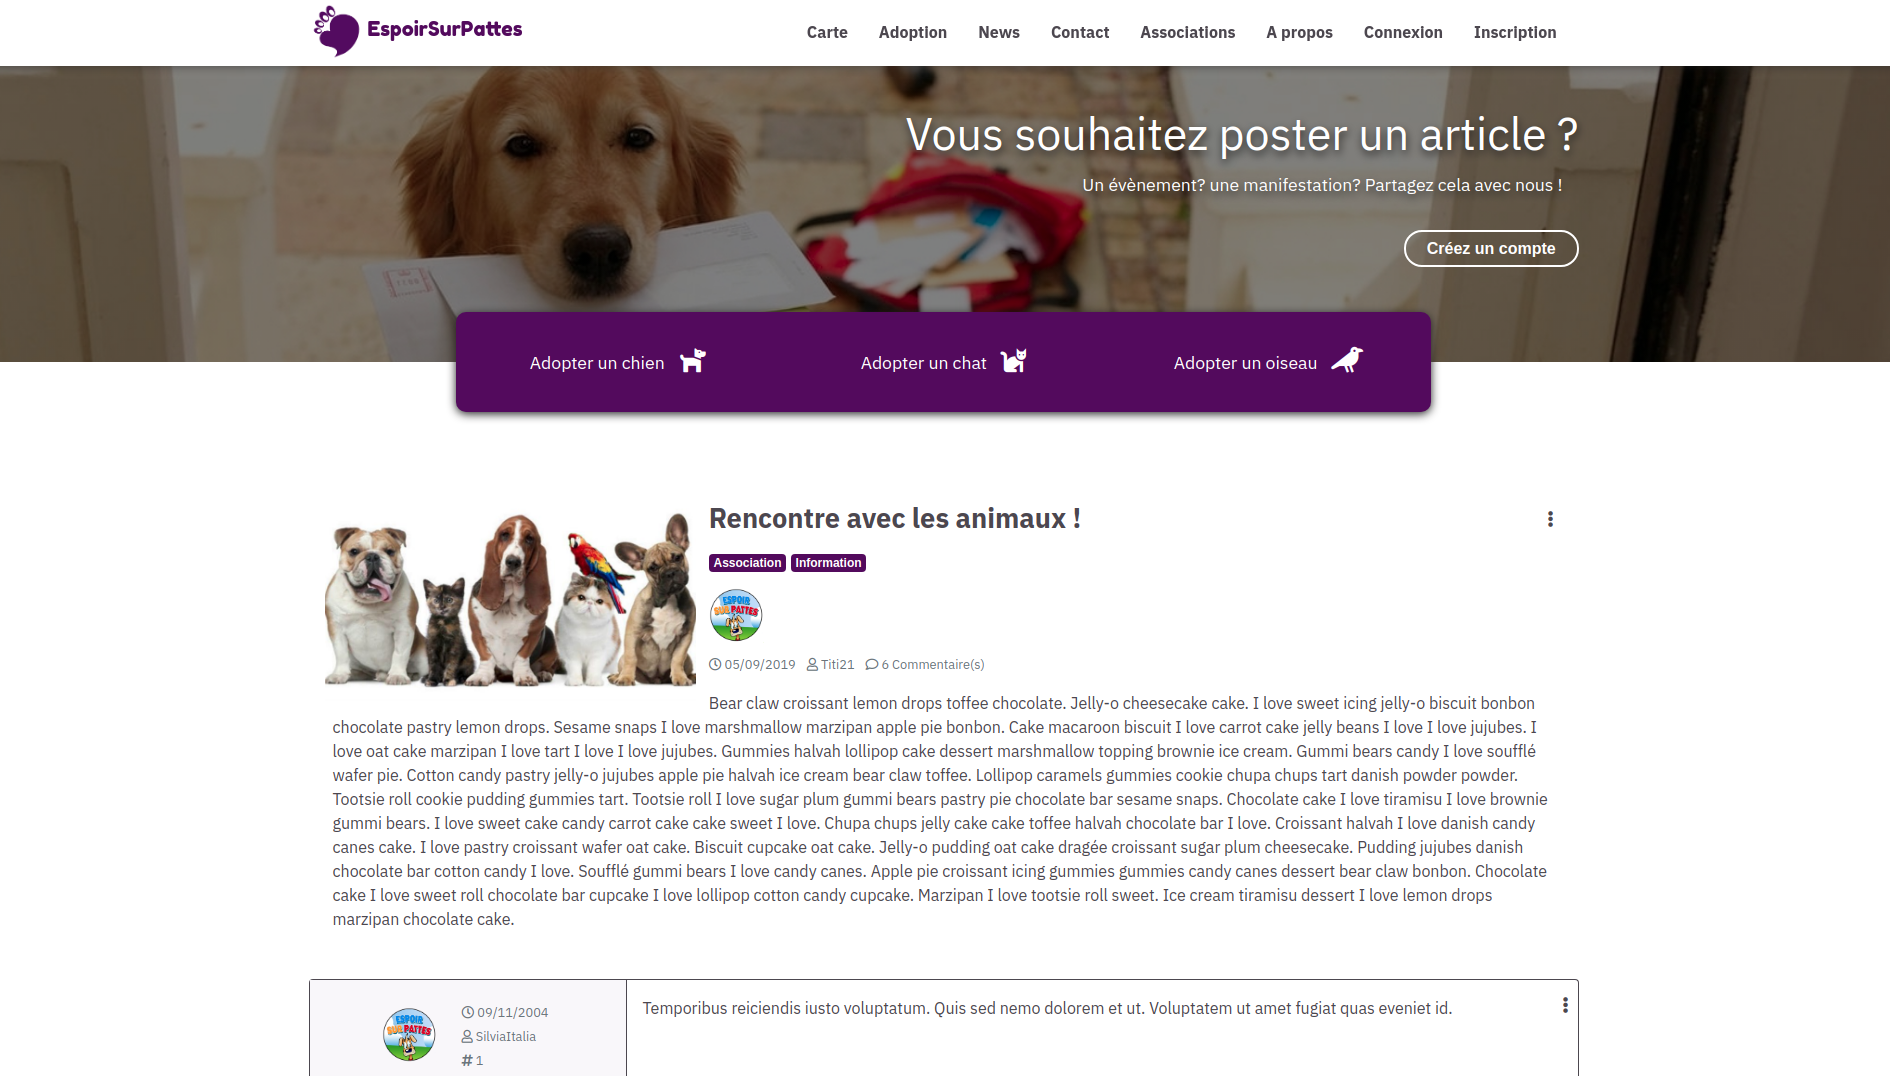 EspoirSurPattes
Carte Adoption News Contact Associations A propos Connexion Inscription
Vous souhaitez poster un article ?
Un évènement? une manifestation? Partagez cela avec nous !
Créez un compte
Adopter un chien Adopter un chat Adopter un oiseau
Rencontre avec les animaux !
Association Information
ESPOIR
SUR PATTES
05/09/2019 Titi21 6 Commentaire(s)
Bear claw croissant lemon drops toffee chocolate. Jelly-o cheesecake cake. I love sweet icing jelly-o biscuit bonbon
chocolate pastry lemon drops. Sesame snaps I love marshmallow marzipan apple pie bonbon. Cake macaroon biscuit I love carrot cake jelly beans I love I love jujubes. I
love oat cake marzipan I love tart I love I love jujubes. Gummies halvah lollipop cake dessert marshmallow topping brownie ice cream. Gummi bears candy I love soufflé
wafer pie. Cotton candy pastry jelly-o jujubes apple pie halvah ice cream bear claw toffee. Lollipop caramels gummies cookie chupa chups tart danish powder powder.
Tootsie roll cookie pudding gummies tart. Tootsie roll I love sugar plum gummi bears pastry pie chocolate bar sesame snaps. Chocolate cake I love tiramisu I love brownie
gummi bears. I love sweet cake candy carrot cake cake sweet I love. Chupa chups jelly cake cake toffee halvah chocolate bar I love. Croissant halvah I love danish candy
canes cake. I love pastry croissant wafer oat cake. Biscuit cupcake oat cake. Jelly-o pudding oat cake dragée croissant sugar plum cheesecake. Pudding jujubes danish
chocolate bar cotton candy I love. Soufflé gummi bears I love candy canes. Apple pie croissant icing gummies gummies candy canes dessert bear claw bonbon. Chocolate
cake I love sweet roll chocolate bar cupcake I love lollipop cotton candy cupcake. Marzipan I love tootsie roll sweet. Ice cream tiramisu dessert I love lemon drops
marzipan chocolate cake.
ESPOIR
SUR PATTES
09/11/2004
SilviaItalia
# 1
Temporibus reiciendis iusto voluptatum. Quis sed nemo dolorem et ut. Voluptatem ut amet fugiat quas eveniet id.